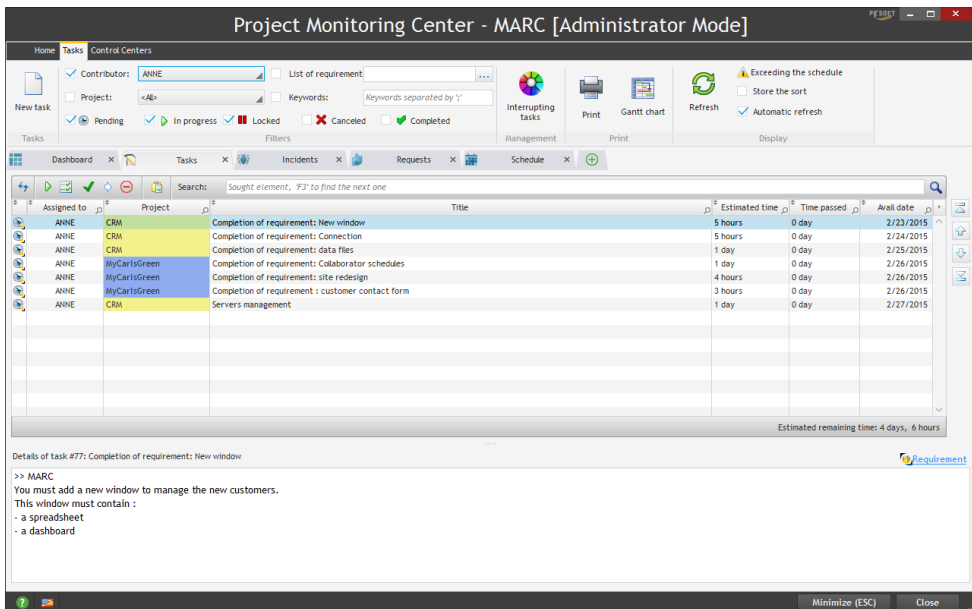 Project Monitoring Center - MARC [Administrator Mode]
PCSOFT
Home Tasks Control Centers
Contributor: ANNE List of requirement: ... Exceeding the schedule
Project: <All> Keywords: Keywords separated by ';' Store the sort
New task Interrupting tasks Print Gantt chart Refresh Automatic refresh
Pending In progress Locked Canceled Completed
Tasks Filters Management Print Display
Dashboard Tasks Incidents Requests Schedule
Search: Sought element, 'F3' to find the next one
Assigned to Project Title Estimated time Time passed Avail date
ANNE CRM Completion of requirement: New window 5 hours 0 day 2/23/2015
ANNE CRM Completion of requirement: Connection 5 hours 0 day 2/24/2015
ANNE CRM Completion of requirement: data files 1 day 0 day 2/25/2015
ANNE MyCarIsGreen Completion of requirement: Collaborator schedules 1 day 0 day 2/26/2015
ANNE MyCarIsGreen Completion of requirement: site redesign 4 hours 0 day 2/26/2015
ANNE MyCarIsGreen Completion of requirement : customer contact form 3 hours 0 day 2/26/2015
ANNE CRM Servers management 1 day 0 day 2/27/2015
Estimated remaining time: 4 days, 6 hours
Details of task #77: Completion of requirement: New window Requirement
>> MARC
You must add a new window to manage the new customers.
This window must contain :
- a spreadsheet
- a dashboard
Minimize (ESC) Close